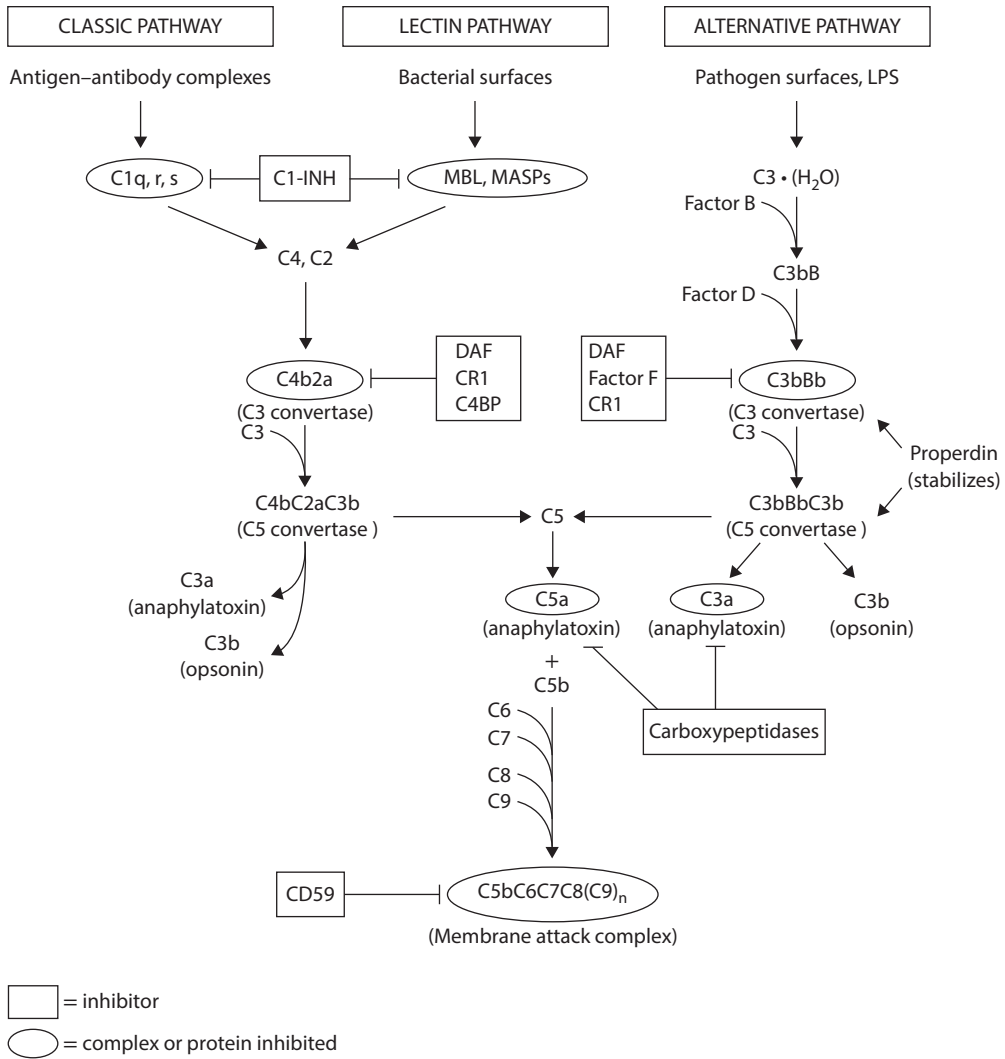 CLASSIC PATHWAY
LECTIN PATHWAY
ALTERNATIVE PATHWAY
Antigen–antibody complexes
Bacterial surfaces
Pathogen surfaces, LPS
C1q, r, s
C1-INH
MBL, MASPs
C3 • (H₂O)
Factor B
C4, C2
C3bB
Factor D
DAF
CR1
C4BP
DAF
Factor F
CR1
C4b2a
(C3 convertase)
C3
C3bBb
(C3 convertase)
C3
Properdin
(stabilizes)
C4bC2aC3b
(C5 convertase )
C5
C3bBbC3b
(C5 convertase )
C3a
(anaphylatoxin)
C3b
(opsonin)
C5a
(anaphylatoxin)
C3a
(anaphylatoxin)
C3b
(opsonin)
+
C5b
C6
C7
C8
C9
Carboxypeptidases
CD59
C5bC6C7C8(C9)ₙ
(Membrane attack complex)
= inhibitor
= complex or protein inhibited